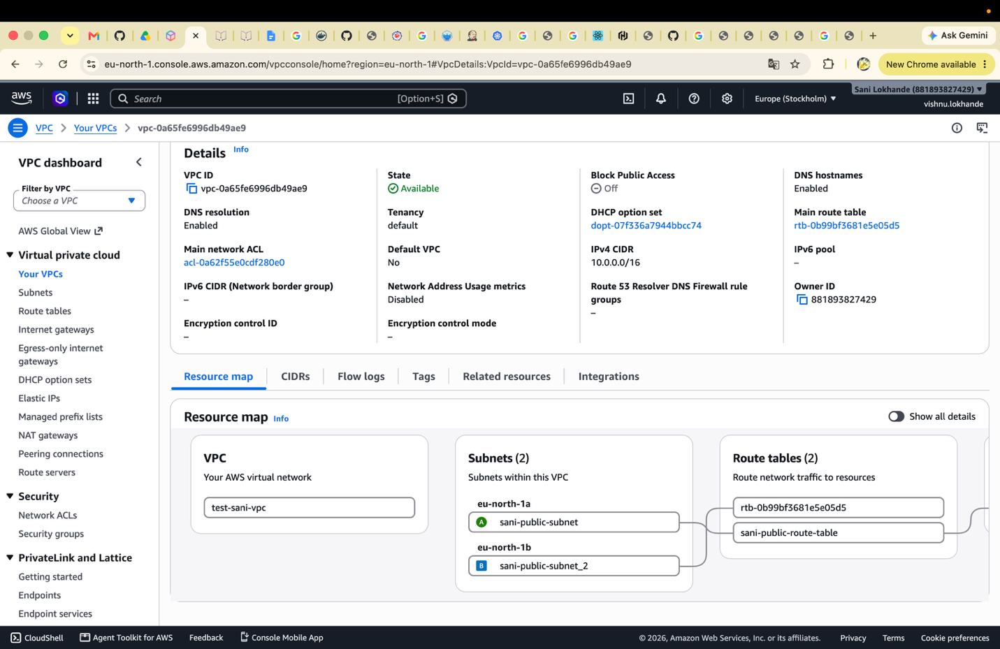 Ask Gemini
eu-north-1.console.aws.amazon.com/vpcconsole/home?region=eu-north-1#VpcDetails:VpcId=vpc-0a65fe6996db49ae9
New Chrome available
aws
Search
[Option+S]
Europe (Stockholm)
Sani Lokhande (881893827429)
vishnu.lokhande
VPC
Your VPCs
vpc-0a65fe6996db49ae9
VPC dashboard
Filter by VPC
Choose a VPC
AWS Global View
Virtual private cloud
Your VPCs
Subnets
Route tables
Internet gateways
Egress-only internet
gateways
DHCP option sets
Elastic IPs
Managed prefix lists
NAT gateways
Peering connections
Route servers
Security
Network ACLs
Security groups
PrivateLink and Lattice
Getting started
Endpoints
Endpoint services
Details Info
VPC ID
vpc-0a65fe6996db49ae9
State
Available
Block Public Access
Off
DNS hostnames
Enabled
DNS resolution
Enabled
Tenancy
default
DHCP option set
dopt-07f336a7944bbcc74
Main route table
rtb-0b99bf3681e5e05d5
Main network ACL
acl-0a62f55e0cdf280e0
Default VPC
No
IPv4 CIDR
10.0.0.0/16
IPv6 pool
–
IPv6 CIDR (Network border group)
–
Network Address Usage metrics
Disabled
Route 53 Resolver DNS Firewall rule
groups
–
Owner ID
881893827429
Encryption control ID
–
Encryption control mode
–
Resource map
CIDRs
Flow logs
Tags
Related resources
Integrations
Resource map Info
Show all details
VPC
Your AWS virtual network
test-sani-vpc
Subnets (2)
Subnets within this VPC
eu-north-1a
A sani-public-subnet
eu-north-1b
B sani-public-subnet_2
Route tables (2)
Route network traffic to resources
rtb-0b99bf3681e5e05d5
sani-public-route-table
CloudShell
Agent Toolkit for AWS
Feedback
Console Mobile App
© 2026, Amazon Web Services, Inc. or its affiliates.
Privacy
Terms
Cookie preferences